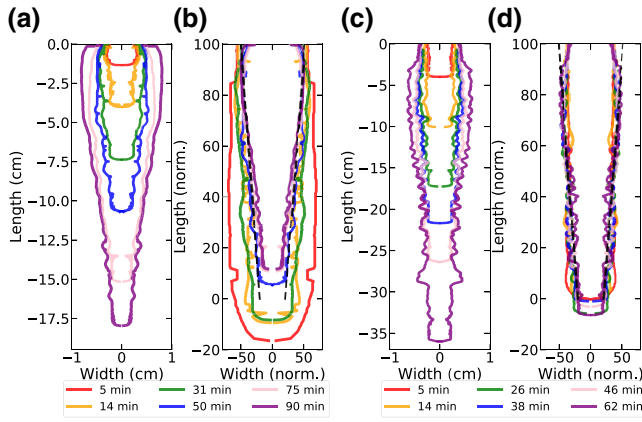 (a) (b) (c) (d)
0.0 100 0 100
−2.5 80 −5 80
−5.0 60 −10 60
−7.5 −15
−10.0 40 −20 40
−12.5 20 −25 20
−15.0 0 −30 0
−17.5 −20 −35 −20
Length (cm) Length (norm.) Length (cm) Length (norm.)
−1 0 1 −50 0 50 −1 0 1 −50 0 50
Width (cm) Width (norm.) Width (cm) Width (norm.)
5 min 31 min 75 min 5 min 26 min 46 min
14 min 50 min 90 min 14 min 38 min 62 min